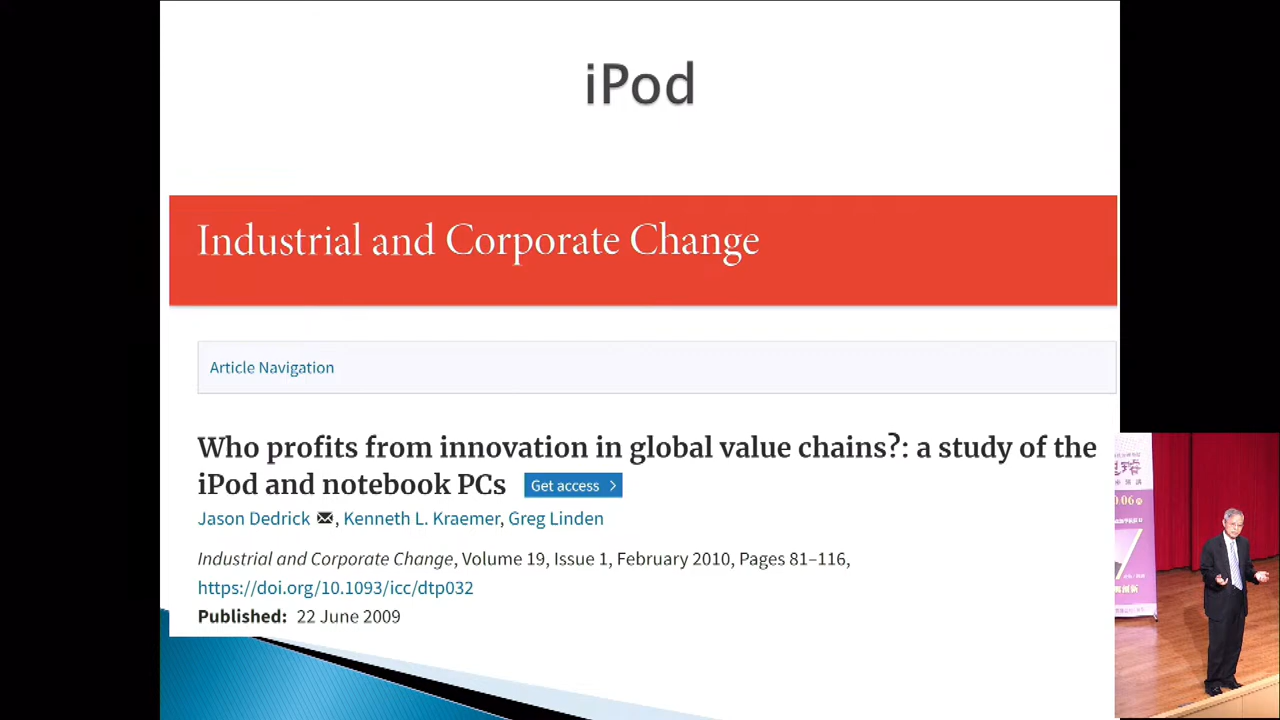 iPod
Industrial and Corporate Change
Article Navigation
Who profits from innovation in global value chains?: a study of the
iPod and notebook PCs Get access >
Jason Dedrick, Kenneth L. Kraemer, Greg Linden
Industrial and Corporate Change, Volume 19, Issue 1, February 2010, Pages 81–116,
https://doi.org/10.1093/icc/dtp032
Published: 22 June 2009